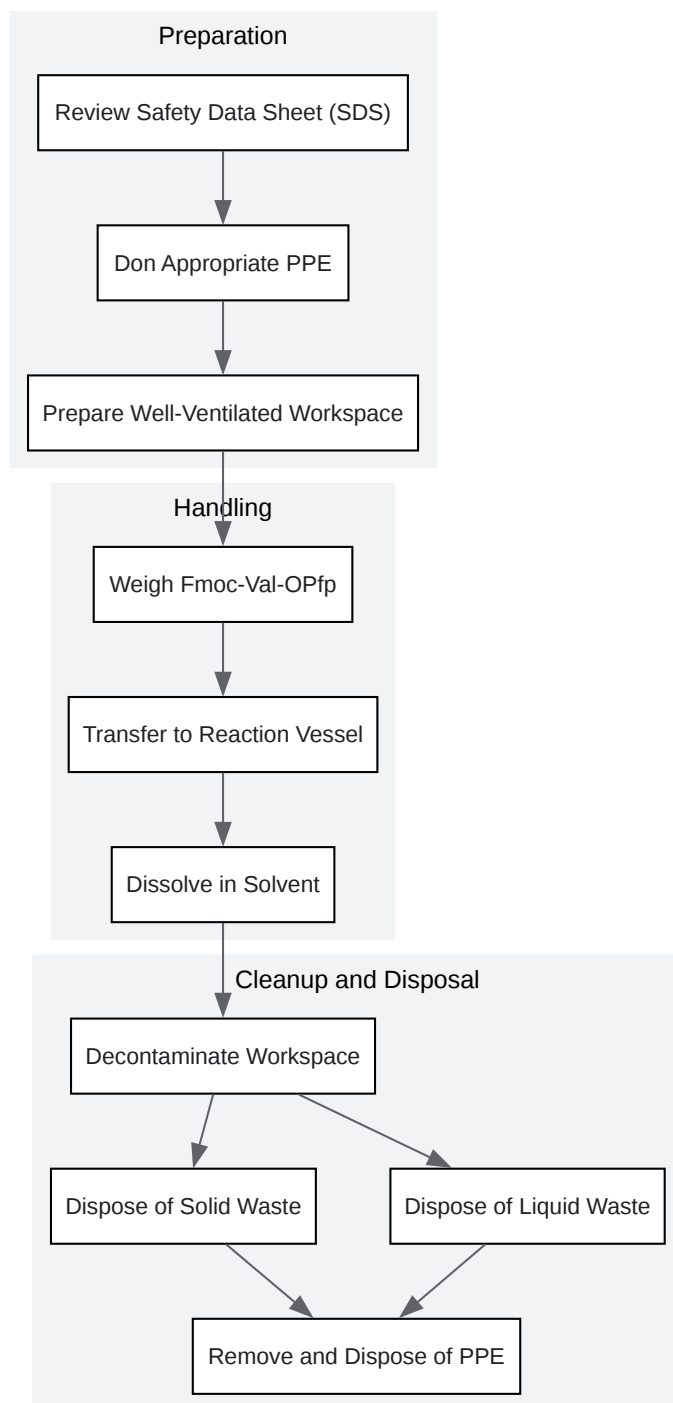 Preparation
Review Safety Data Sheet (SDS)
Don Appropriate PPE
Prepare Well-Ventilated Workspace
Handling
Weigh Fmoc-Val-OPfp
Transfer to Reaction Vessel
Dissolve in Solvent
Cleanup and Disposal
Decontaminate Workspace
Dispose of Solid Waste
Dispose of Liquid Waste
Remove and Dispose of PPE